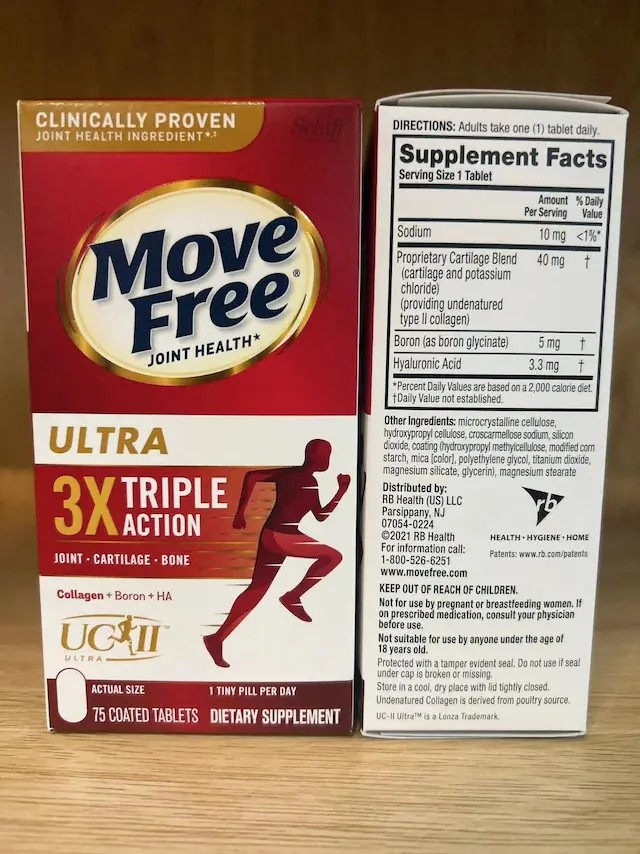 CLINICALLY PROVEN
JOINT HEALTH INGREDIENT*,‡
Schiff
Move
Free®
JOINT HEALTH*
ULTRA
3X TRIPLE
ACTION
JOINT • CARTILAGE • BONE
Collagen + Boron + HA
UC II™
ULTRA
ACTUAL SIZE
1 TINY PILL PER DAY
75 COATED TABLETS
DIETARY SUPPLEMENT
DIRECTIONS: Adults take one (1) tablet daily.
Supplement Facts
Serving Size 1 Tablet
Amount Per Serving
% Daily Value
Sodium 10 mg <1%*
Proprietary Cartilage Blend 40 mg †
(cartilage and potassium
chloride)
(providing undenatured
type II collagen)
Boron (as boron glycinate) 5 mg †
Hyaluronic Acid 3.3 mg †
*Percent Daily Values are based on a 2,000 calorie diet.
†Daily Value not established.
Other Ingredients: microcrystalline cellulose,
hydroxypropyl cellulose, croscarmellose sodium, silicon
dioxide, coating (hydroxypropyl methylcellulose, modified corn
starch, mica [color], polyethylene glycol, titanium dioxide,
magnesium silicate, glycerin), magnesium stearate
Distributed by:
RB Health (US) LLC
Parsippany, NJ
07054-0224
©2021 RB Health
For information call:
1-800-526-6251
www.movefree.com
rb
HEALTH • HYGIENE • HOME
Patents: www.rb.com/patents
KEEP OUT OF REACH OF CHILDREN.
Not for use by pregnant or breastfeeding women. If
on prescribed medication, consult your physician
before use.
Not suitable for use by anyone under the age of
18 years old.
Protected with a tamper evident seal. Do not use if seal
under cap is broken or missing.
Store in a cool, dry place with lid tightly closed.
Undenatured Collagen is derived from poultry source.
UC-II Ultra™ is a Lonza Trademark.